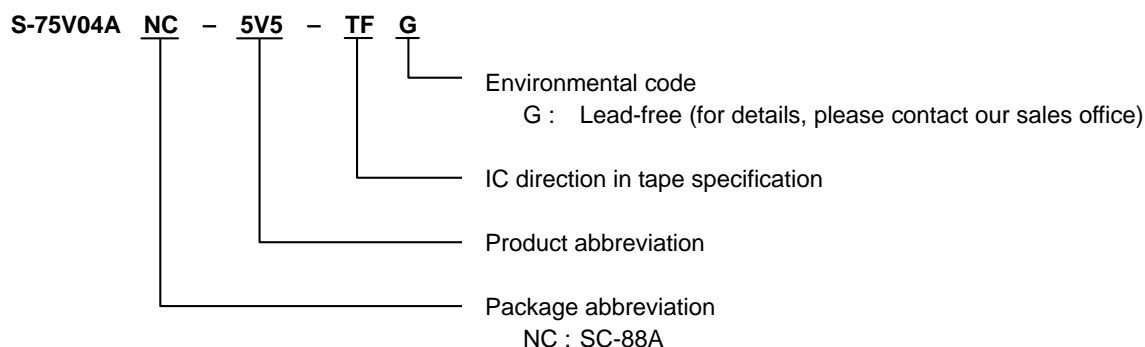 S-75V04A NC – 5V5 – TF G
Environmental code
G : Lead-free (for details, please contact our sales office)
IC direction in tape specification
Product abbreviation
Package abbreviation
NC : SC-88A